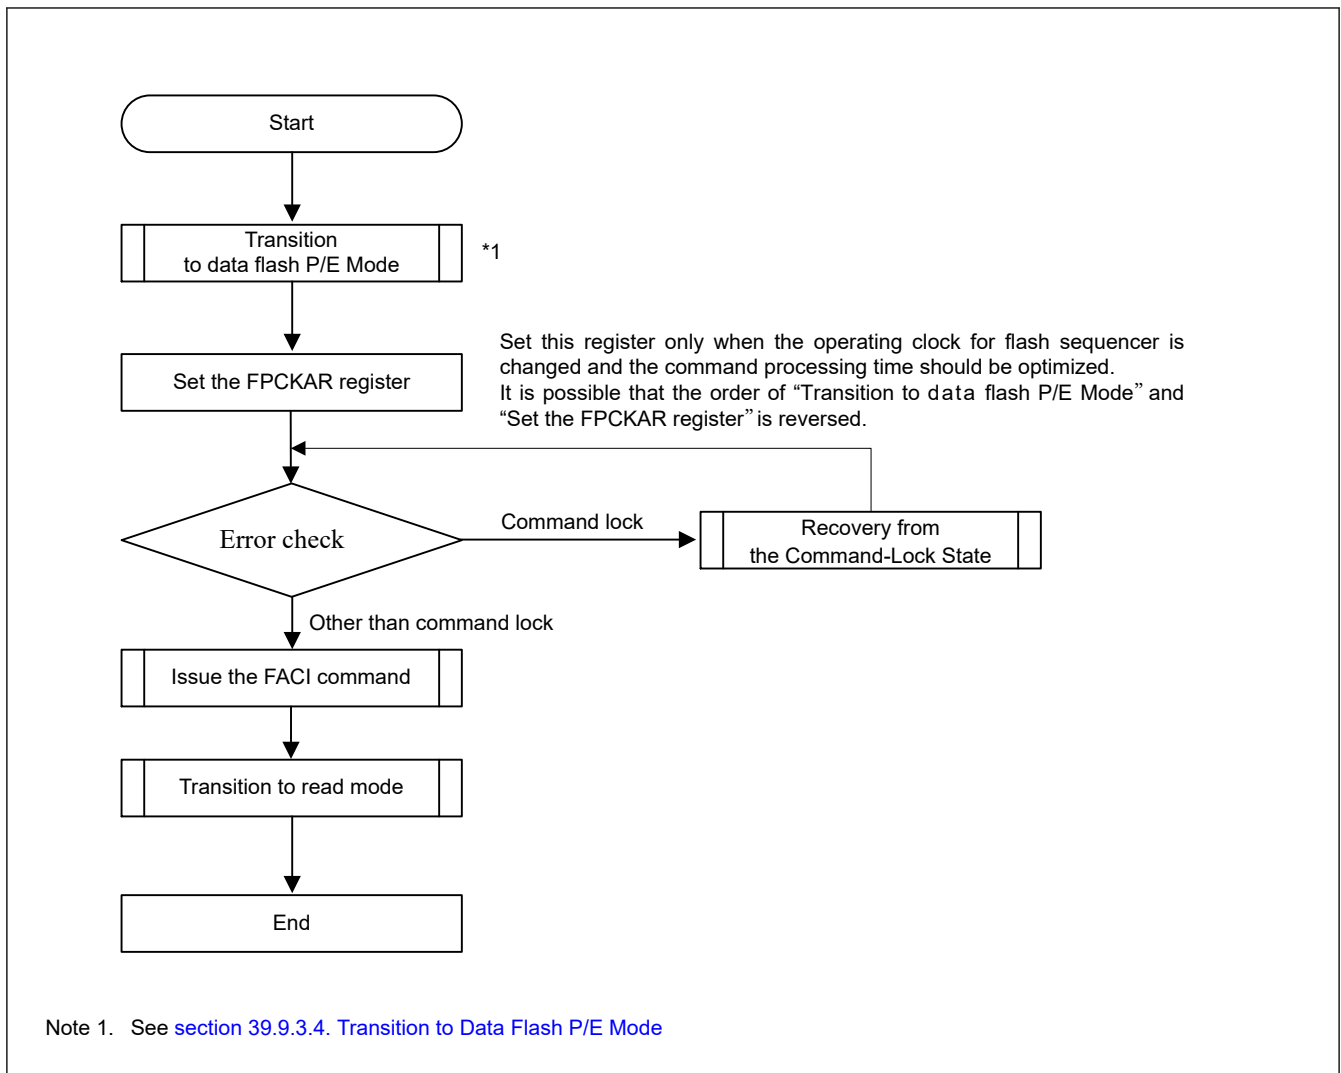 Start
Transition
to data flash P/E Mode
*1
Set this register only when the operating clock for flash sequencer is
changed and the command processing time should be optimized.
It is possible that the order of “Transition to data flash P/E Mode” and
“Set the FPCKAR register” is reversed.
Set the FPCKAR register
Error check
Command lock
Recovery from
the Command-Lock State
Other than command lock
Issue the FACI command
Transition to read mode
End
Note 1. See section 39.9.3.4. Transition to Data Flash P/E Mode